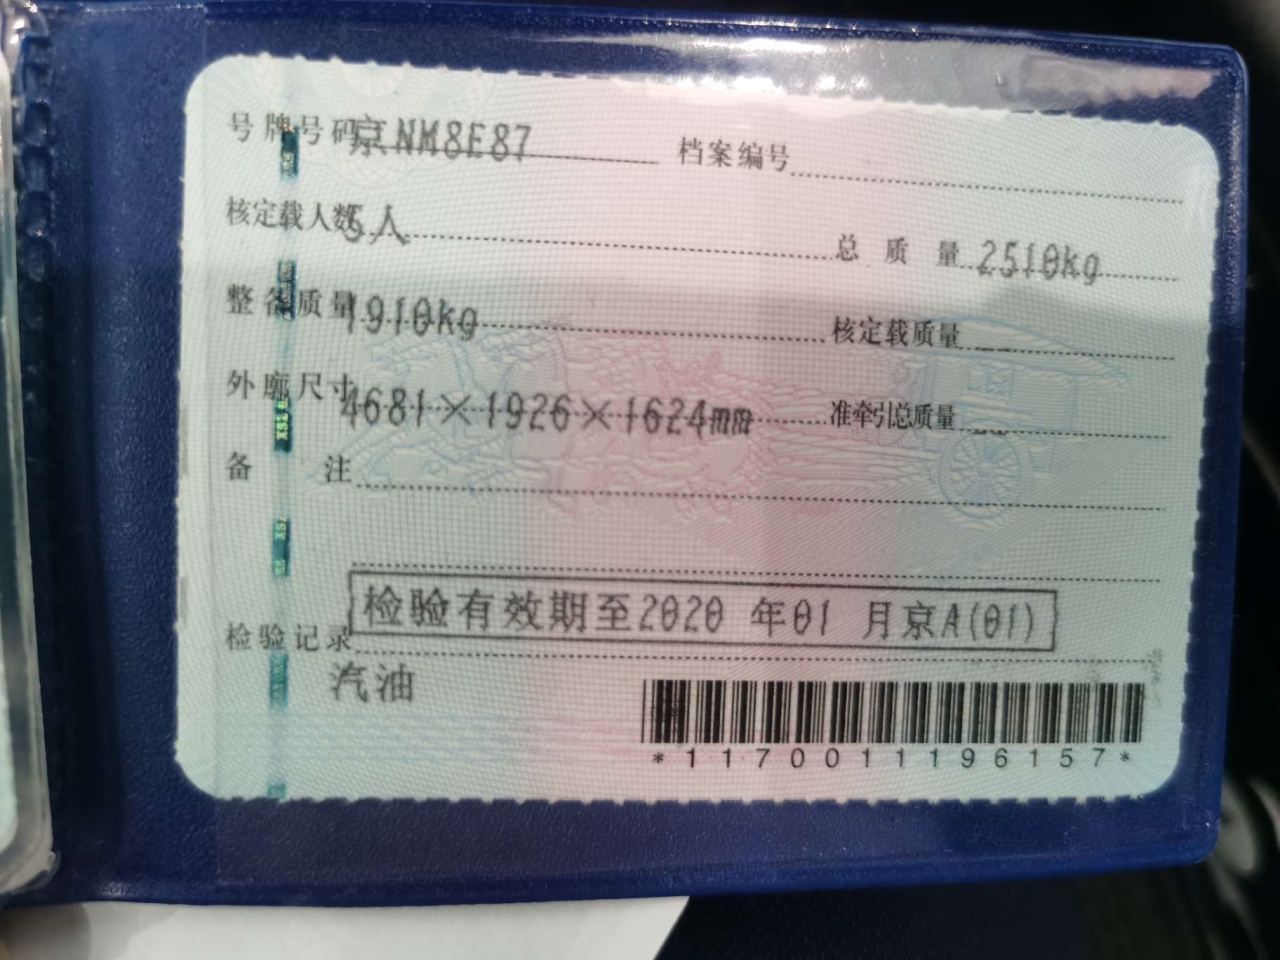 号牌号码 京NM8E87 档案编号
核定载人数 5人 总质量 2510kg
整备质量 1910kg 核定载质量
外廓尺寸 4681×1926×1624mm 准牵引总质量
备注
检验有效期至2020 年01 月京A(01)
检验记录
汽油
*1170011196157*